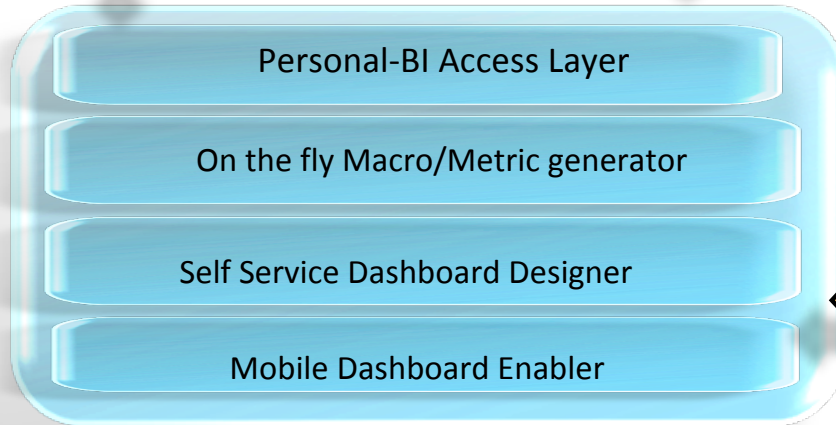 Personal-BI Access Layer
On the fly Macro/Metric generator
Self Service Dashboard Designer
Mobile Dashboard Enabler